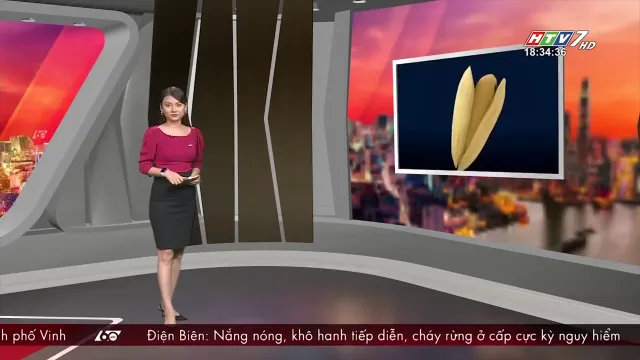 HTV7 HD
18:34:36
h phố Vinh 60 Điện Biên: Nắng nóng, khô hanh tiếp diễn, cháy rừng ở cấp cực kỳ nguy hiểm